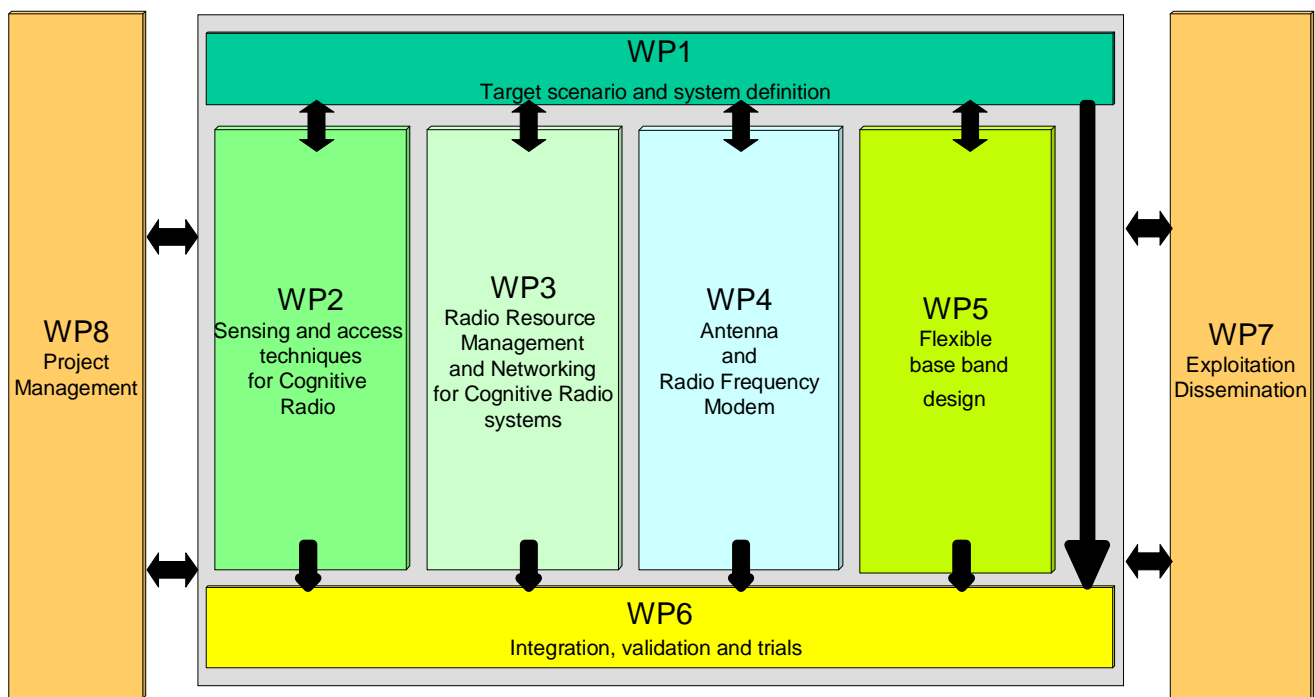 WP1
Target scenario and system definition
WP8
Project
Management
WP2
Sensing and access
techniques
for Cognitive
Radio
WP3
Radio Resource
Management
and Networking
for Cognitive Radio
systems
WP4
Antenna
and
Radio Frequency
Modem
WP5
Flexible
base band
design
WP7
Exploitation
Dissemination
WP6
Integration, validation and trials